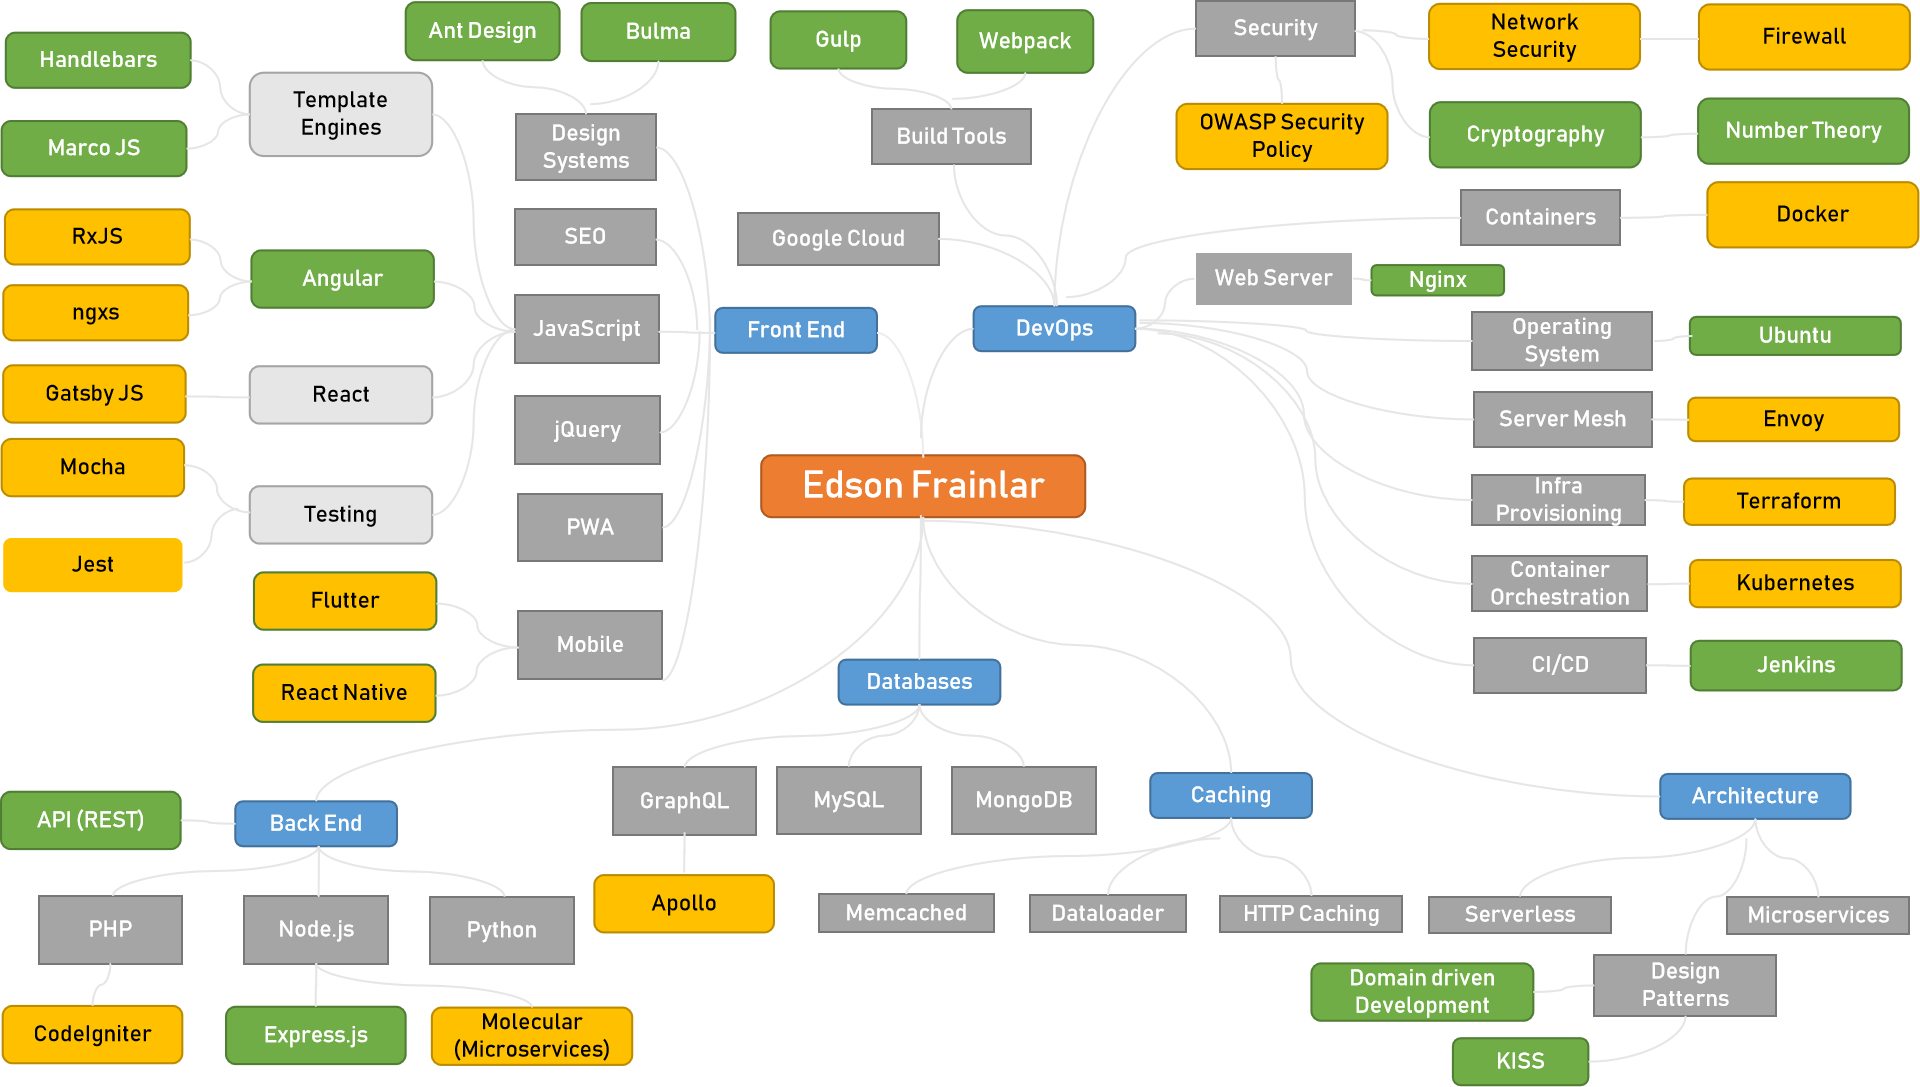 Ant Design
Bulma
Gulp
Webpack
Security
Network
Security
Firewall
Handlebars
Template
Engines
Marco JS
Design
Systems
Build Tools
OWASP Security
Policy
Cryptography
Number Theory
RxJS
SEO
Google Cloud
Containers
Docker
Angular
ngxs
Web Server
Nginx
JavaScript
Front End
DevOps
Operating
System
Ubuntu
Gatsby JS
React
jQuery
Server Mesh
Envoy
Mocha
Testing
Edson Frainlar
PWA
Infra
Provisioning
Terraform
Jest
Flutter
Container
Orchestration
Kubernetes
Mobile
React Native
Databases
CI/CD
Jenkins
API (REST)
Back End
GraphQL
MySQL
MongoDB
Caching
Architecture
PHP
Node.js
Python
Apollo
Memcached
Dataloader
HTTP Caching
Serverless
Microservices
Domain driven
Development
Design
Patterns
CodeIgniter
Express.js
Molecular
(Microservices)
KISS